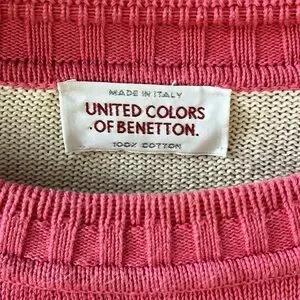 MADE IN ITALY
UNITED COLORS
.OF BENETTON.
100% COTTON